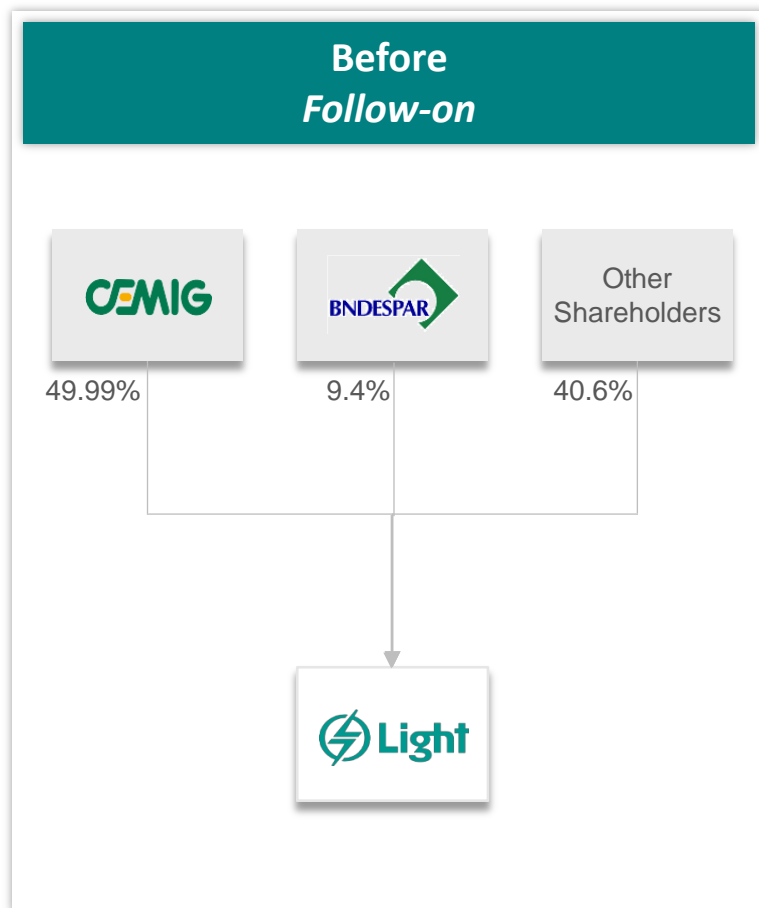 Before
Follow-on
CEMIG
BNDESPAR
Other
Shareholders
49.99%
9.4%
40.6%
Light